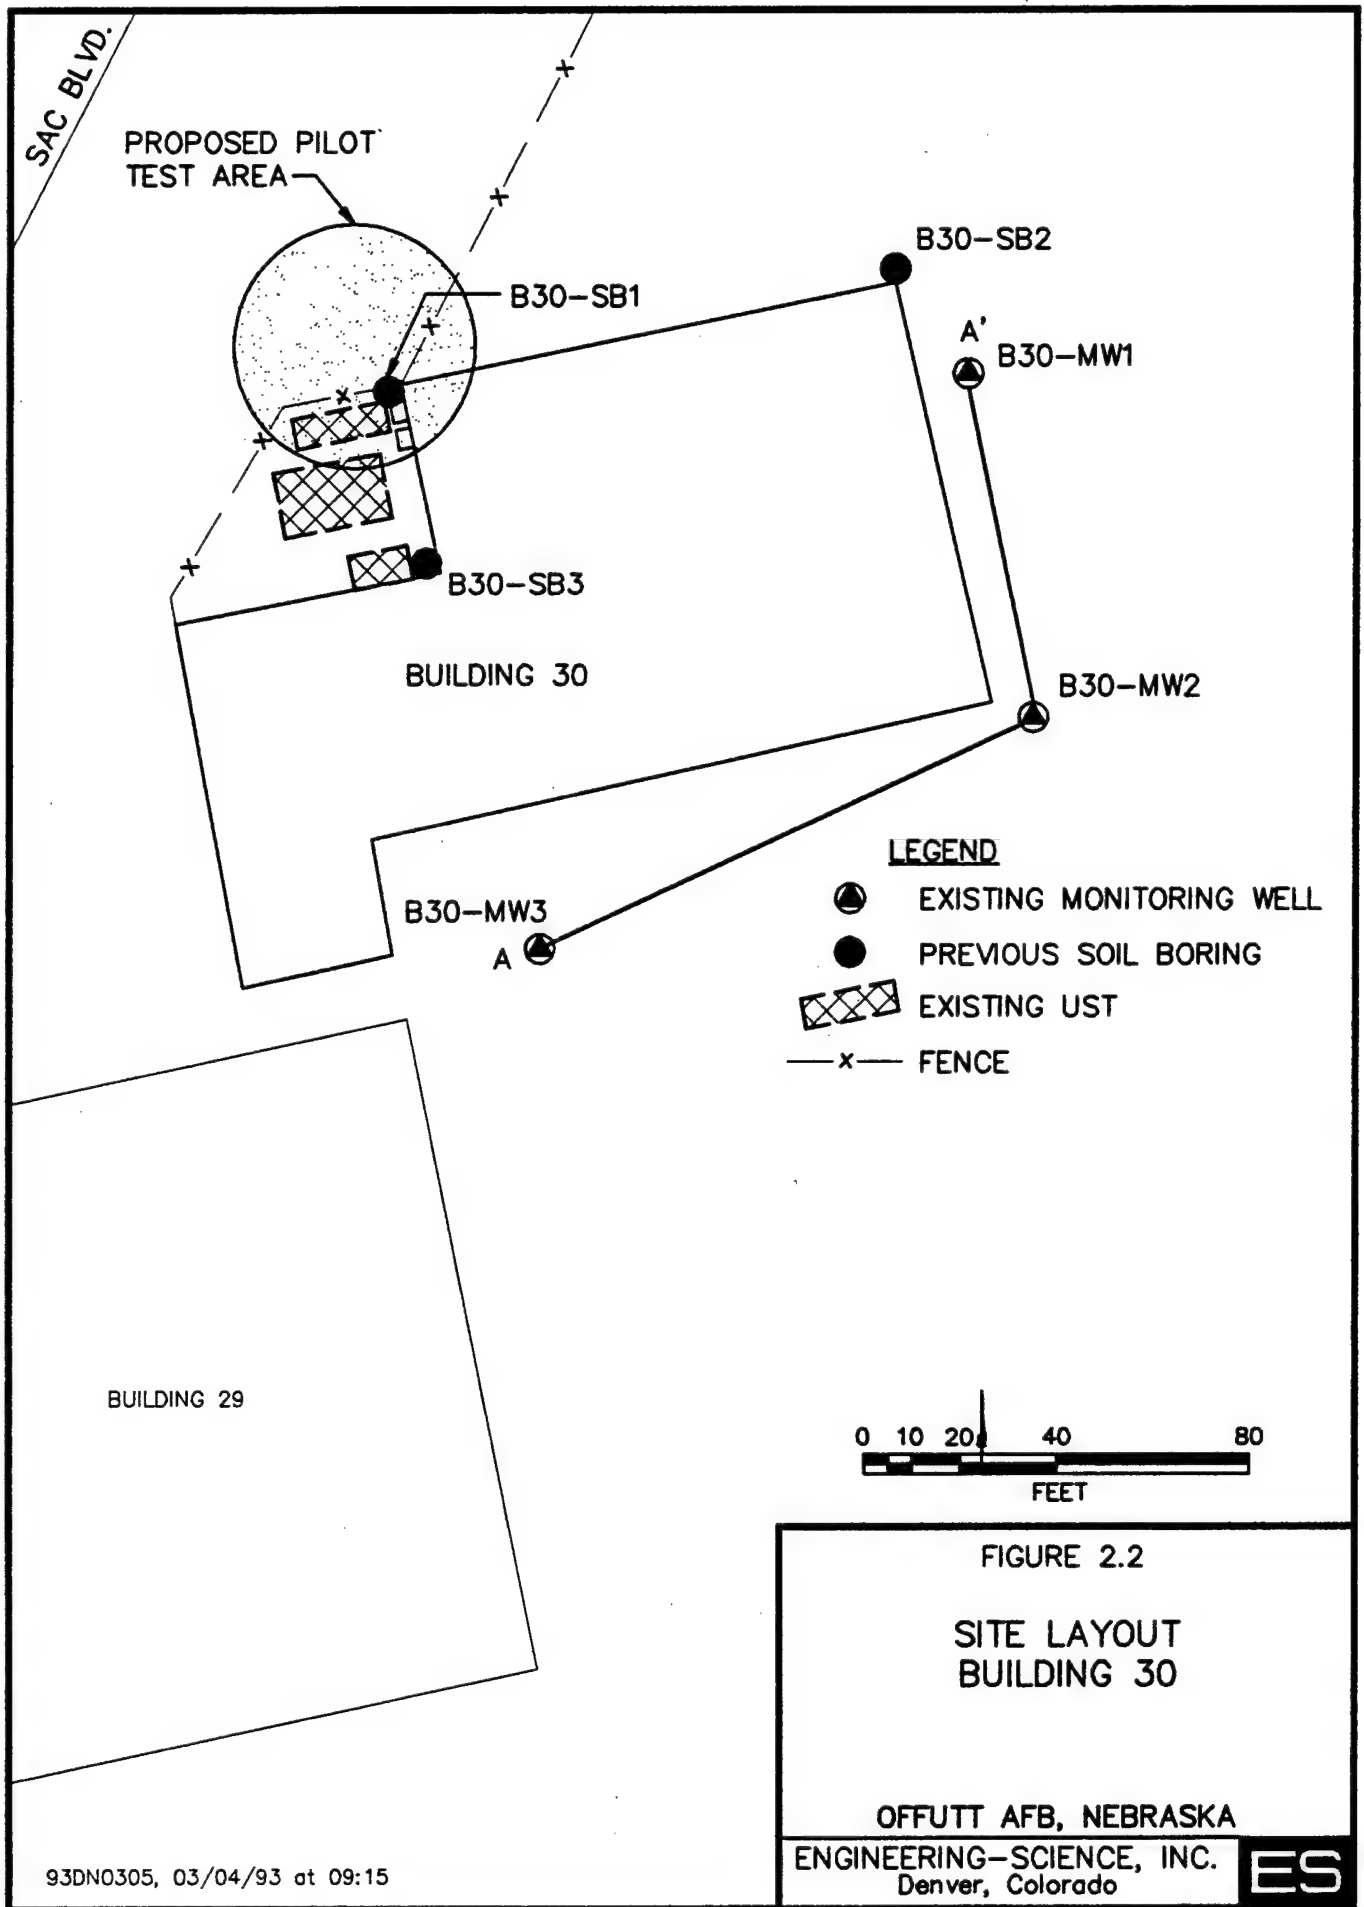 SAC BLVD.
PROPOSED PILOT
TEST AREA
B30-SB2
B30-SB1
A'
B30-MW1
B30-SB3
BUILDING 30
B30-MW2
LEGEND
EXISTING MONITORING WELL
B30-MW3
A
PREVIOUS SOIL BORING
EXISTING UST
x FENCE
BUILDING 29
0 10 20 40 80
FEET
FIGURE 2.2
SITE LAYOUT
BUILDING 30
OFFUTT AFB, NEBRASKA
ENGINEERING-SCIENCE, INC.
Denver, Colorado
ES
93DN0305, 03/04/93 at 09:15